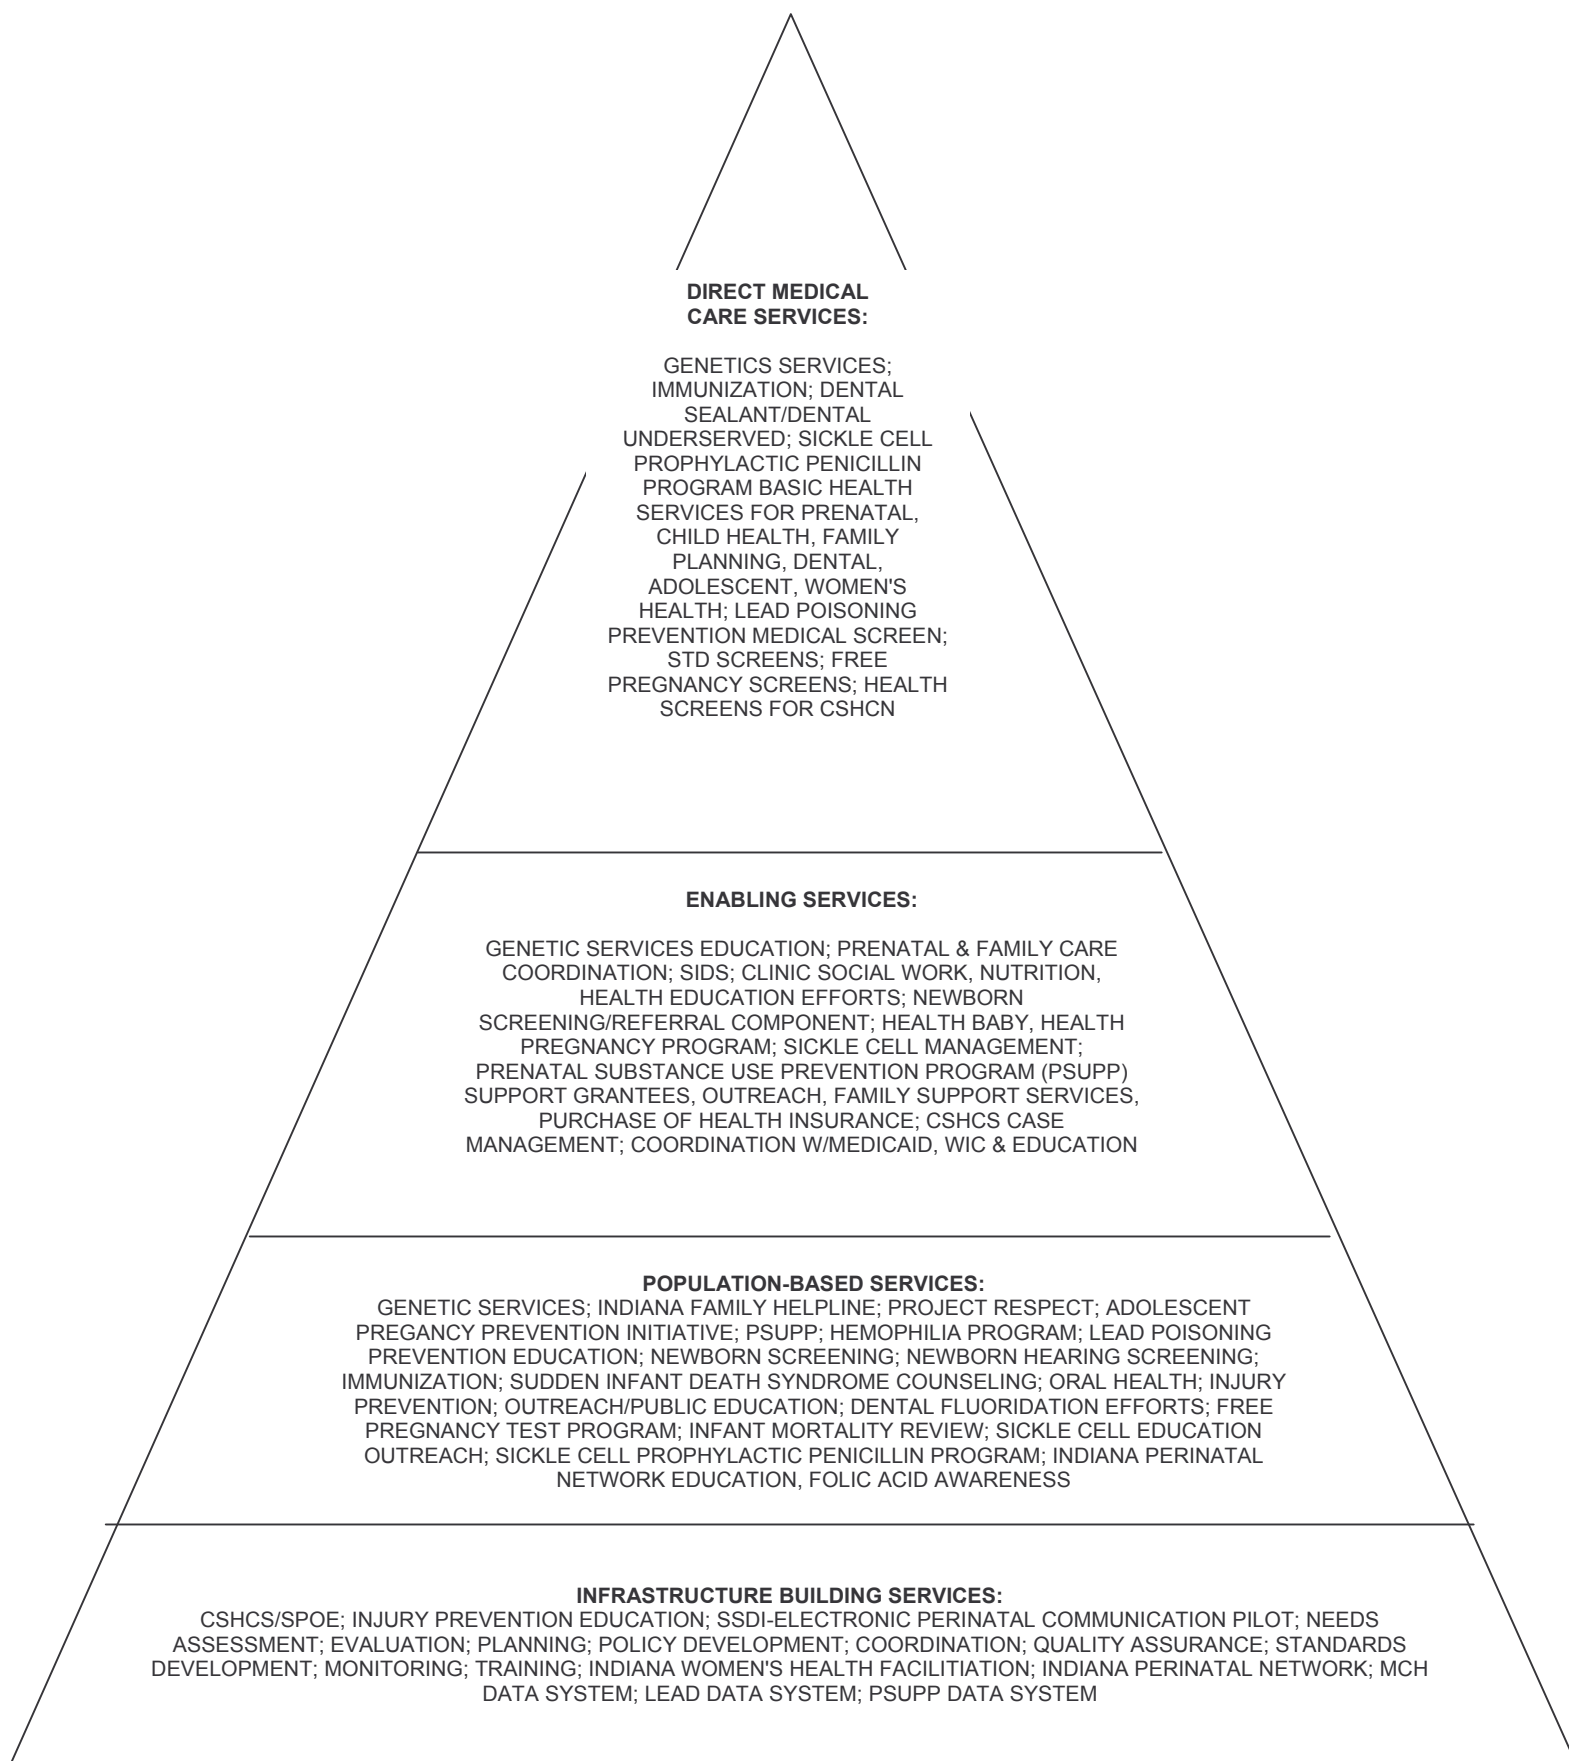 DIRECT MEDICAL
CARE SERVICES:
GENETICS SERVICES;
IMMUNIZATION; DENTAL
SEALANT/DENTAL
UNDERSERVED; SICKLE CELL
PROPHYLACTIC PENICILLIN
PROGRAM BASIC HEALTH
SERVICES FOR PRENATAL,
CHILD HEALTH, FAMILY
PLANNING, DENTAL,
ADOLESCENT, WOMEN'S
HEALTH; LEAD POISONING
PREVENTION MEDICAL SCREEN;
STD SCREENS; FREE
PREGNANCY SCREENS; HEALTH
SCREENS FOR CSHCN
ENABLING SERVICES:
GENETIC SERVICES EDUCATION; PRENATAL & FAMILY CARE
COORDINATION; SIDS; CLINIC SOCIAL WORK, NUTRITION,
HEALTH EDUCATION EFFORTS; NEWBORN
SCREENING/REFERRAL COMPONENT; HEALTH BABY, HEALTH
PREGNANCY PROGRAM; SICKLE CELL MANAGEMENT;
PRENATAL SUBSTANCE USE PREVENTION PROGRAM (PSUPP)
SUPPORT GRANTEES, OUTREACH, FAMILY SUPPORT SERVICES,
PURCHASE OF HEALTH INSURANCE; CSHCS CASE
MANAGEMENT; COORDINATION W/MEDICAID, WIC & EDUCATION
POPULATION-BASED SERVICES:
GENETIC SERVICES; INDIANA FAMILY HELPLINE; PROJECT RESPECT; ADOLESCENT
PREGANCY PREVENTION INITIATIVE; PSUPP; HEMOPHILIA PROGRAM; LEAD POISONING
PREVENTION EDUCATION; NEWBORN SCREENING; NEWBORN HEARING SCREENING;
IMMUNIZATION; SUDDEN INFANT DEATH SYNDROME COUNSELING; ORAL HEALTH; INJURY
PREVENTION; OUTREACH/PUBLIC EDUCATION; DENTAL FLUORIDATION EFFORTS; FREE
PREGNANCY TEST PROGRAM; INFANT MORTALITY REVIEW; SICKLE CELL EDUCATION
OUTREACH; SICKLE CELL PROPHYLACTIC PENICILLIN PROGRAM; INDIANA PERINATAL
NETWORK EDUCATION, FOLIC ACID AWARENESS
INFRASTRUCTURE BUILDING SERVICES:
CSHCS/SPOE; INJURY PREVENTION EDUCATION; SSDI-ELECTRONIC PERINATAL COMMUNICATION PILOT; NEEDS
ASSESSMENT; EVALUATION; PLANNING; POLICY DEVELOPMENT; COORDINATION; QUALITY ASSURANCE; STANDARDS
DEVELOPMENT; MONITORING; TRAINING; INDIANA WOMEN'S HEALTH FACILITIATION; INDIANA PERINATAL NETWORK; MCH
DATA SYSTEM; LEAD DATA SYSTEM; PSUPP DATA SYSTEM